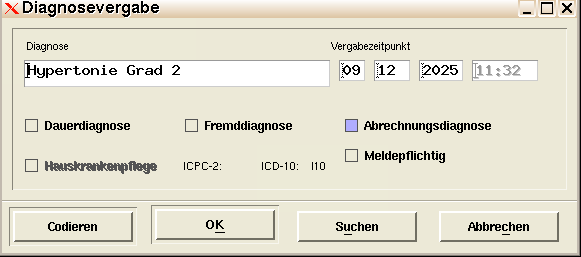 Diagnosevergabe
Diagnose
Vergabezeitpunkt
Hypertonie Grad 2
09 12 2025 11:32
Dauerdiagnose
Fremddiagnose
Abrechnungsdiagnose
Hauskrankenpflege
ICPC-2:
ICD-10: I10
Meldepflichtig
Codieren
OK
Suchen
Abbrechen